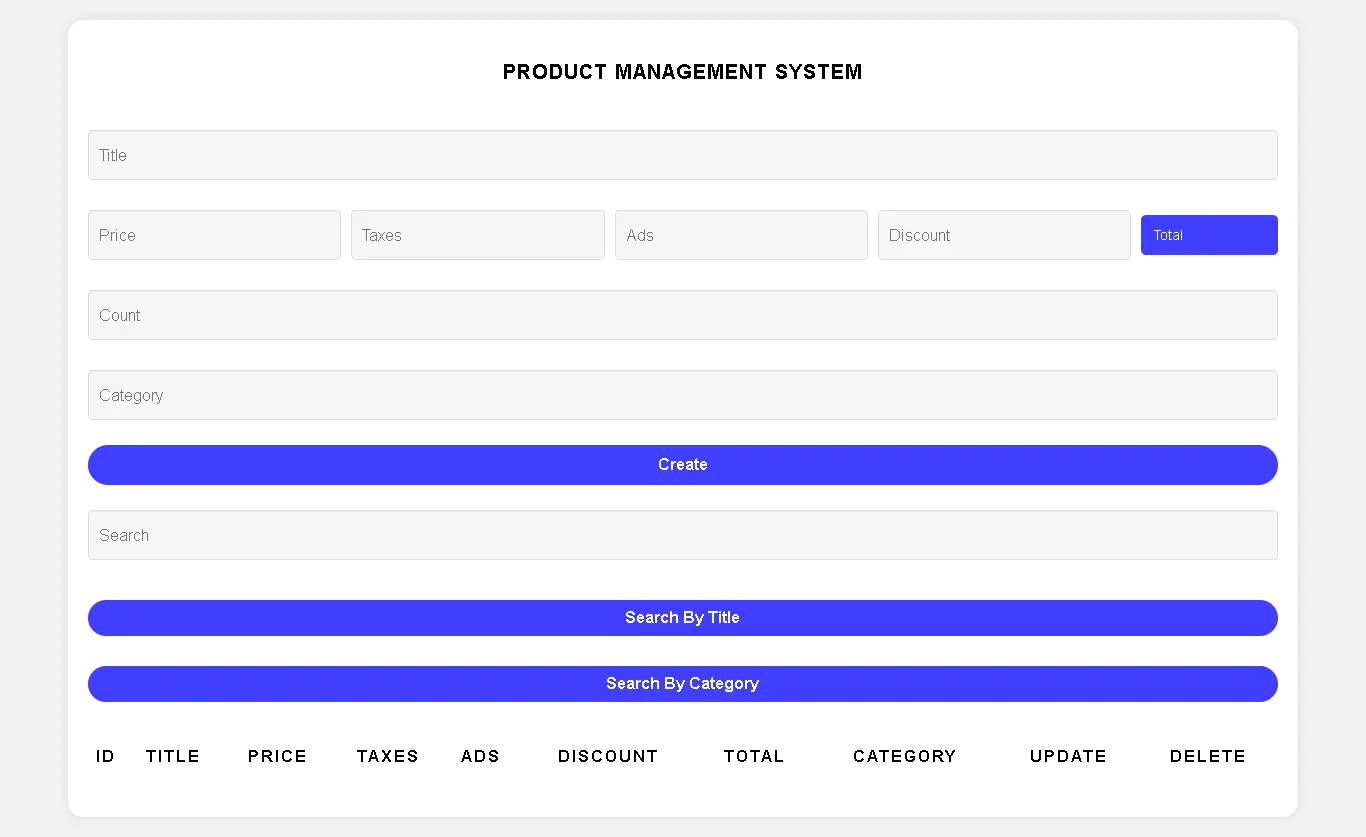 PRODUCT MANAGEMENT SYSTEM
Title
Price Taxes Ads Discount Total
Count
Category
Create
Search
Search By Title
Search By Category
ID TITLE PRICE TAXES ADS DISCOUNT TOTAL CATEGORY UPDATE DELETE